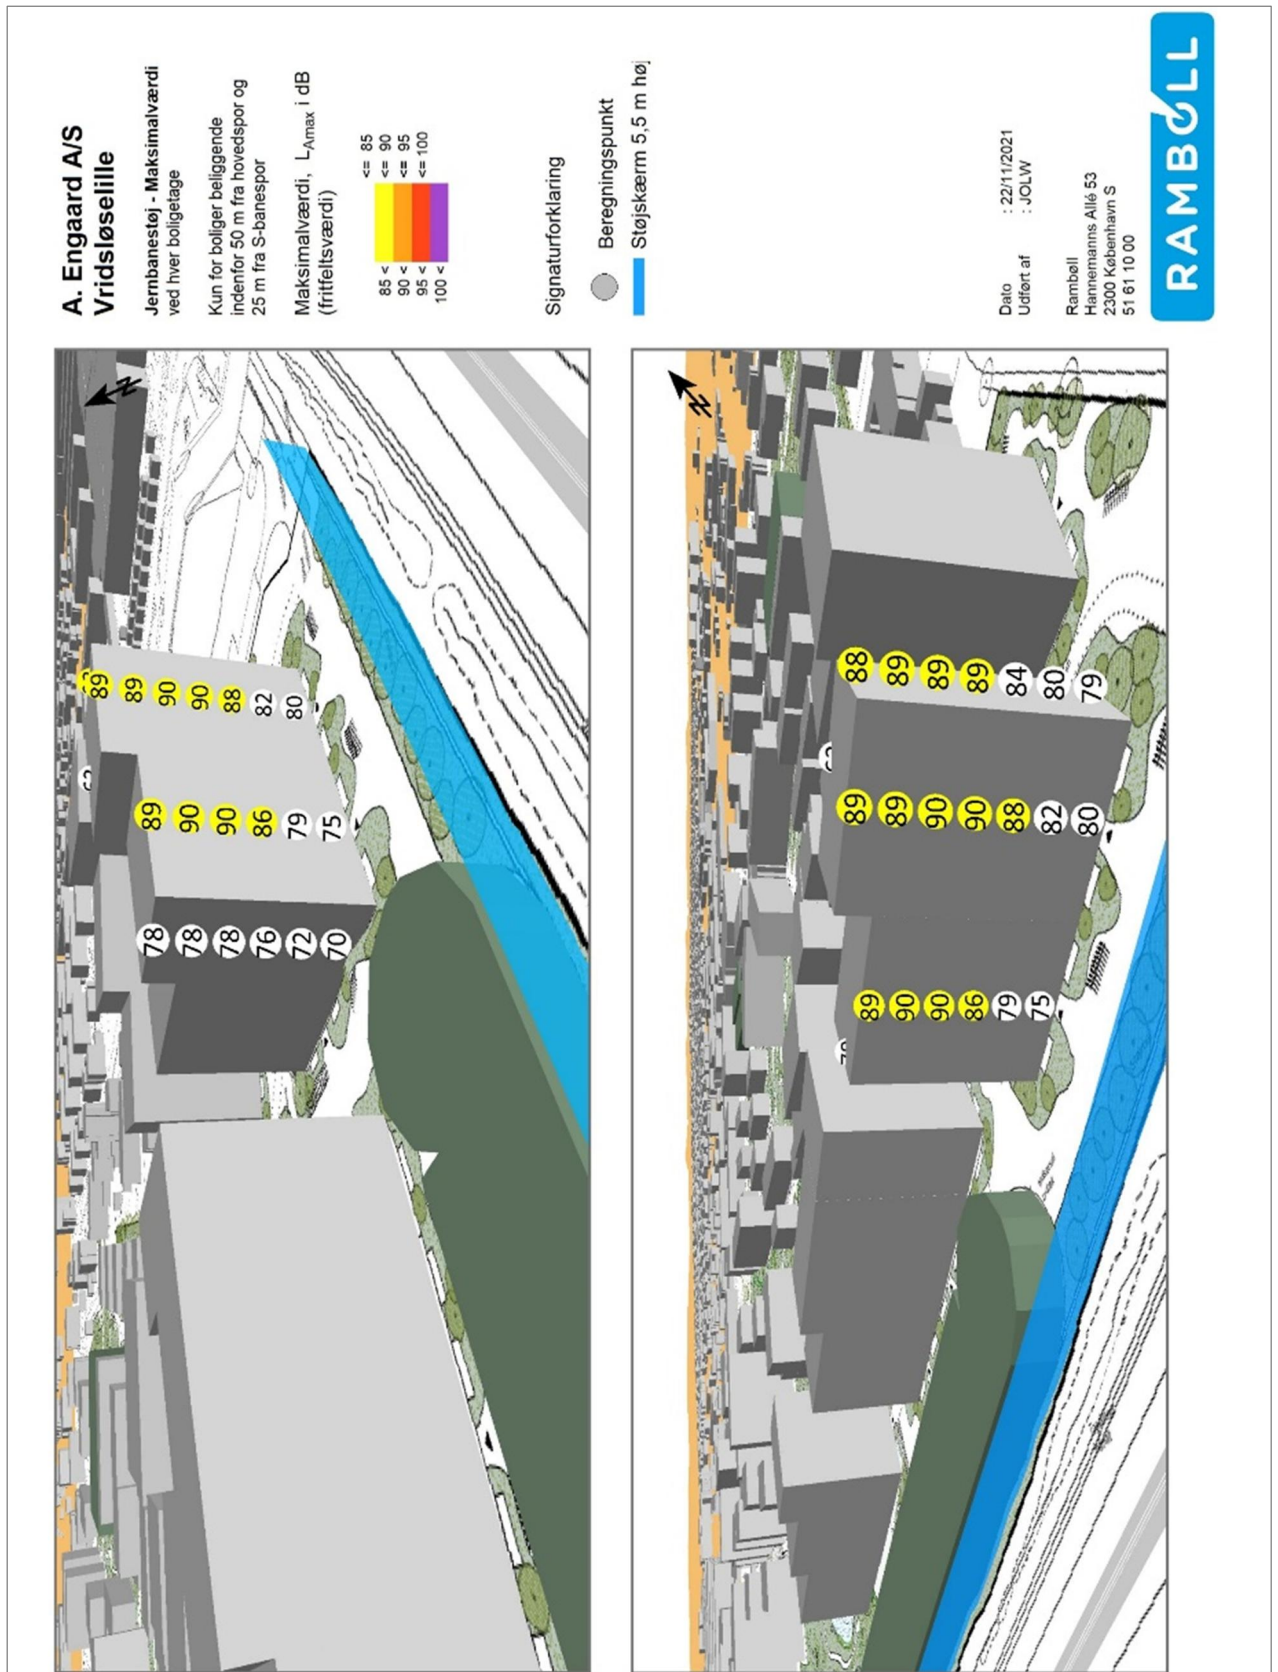 A. Engaard A/S
Vridsløselille
Jernbanestøj - Maksimalværdi
ved hver boligetage
Kun for boliger beliggende
indenfor 50 m fra hovedspor og
25 m fra S-banespor
Maksimalværdi, LAmax i dB
(fritfeltsværdi)
<= 85
85 < <= 90
90 < <= 95
95 < <= 100
100 <
Signaturforklaring
Beregningspunkt
Støjskærm 5,5 m høj
Dato : 22/11/2021
Udført af : JOLW
Rambøll
Hannemanns Allé 53
2300 København S
51 61 10 00
RAMBOLL
N
78
78
78
76
72
70
89
90
90
86
79
75
89
89
90
90
88
82
80
N
89
90
90
86
79
75
89
89
90
90
88
82
80
88
89
89
89
84
80
79